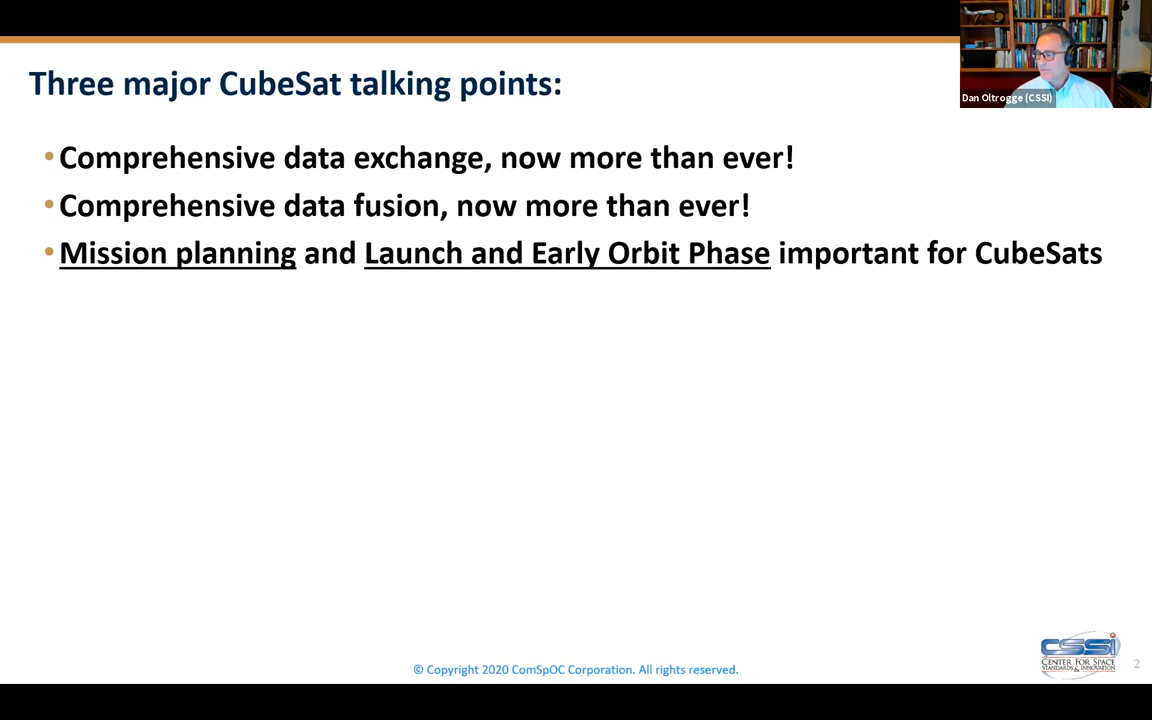 Three major CubeSat talking points:
Dan Oltrogge (CSSI)
•Comprehensive data exchange, now more than ever!
•Comprehensive data fusion, now more than ever!
•Mission planning and Launch and Early Orbit Phase important for CubeSats
© Copyright 2020 ComSpOC Corporation. All rights reserved.
CSSI
CENTER FOR SPACE
STANDARDS & INNOVATION
2